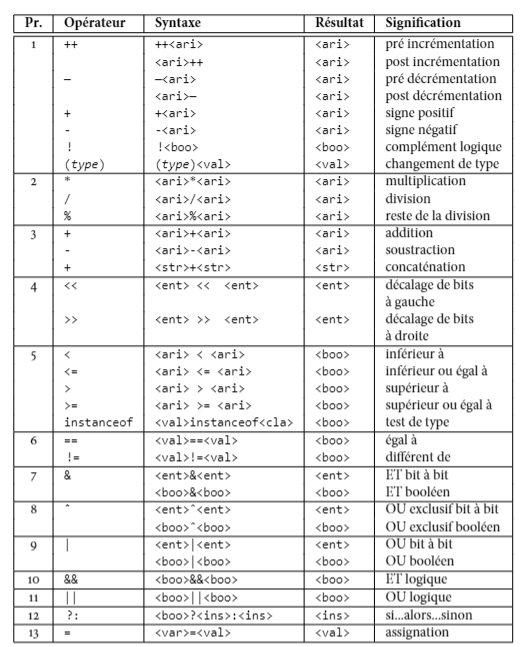 Pr. Opérateur Syntaxe Résultat Signification
1 ++ ++<ari> <ari> pré incrémentation
<ari>++ <ari> post incrémentation
— —<ari> <ari> pré décrémentation
<ari>— <ari> post décrémentation
+ +<ari> <ari> signe positif
- -<ari> <ari> signe négatif
! !<boo> <boo> complément logique
(type) (type)<val> <val> changement de type
2 * <ari>*<ari> <ari> multiplication
/ <ari>/<ari> <ari> division
% <ari>%<ari> <ari> reste de la division
3 + <ari>+<ari> <ari> addition
- <ari>-<ari> <ari> soustraction
+ <str>+<str> <str> concaténation
4 << <ent> << <ent> <ent> décalage de bits
à gauche
>> <ent> >> <ent> <ent> décalage de bits
à droite
5 < <ari> < <ari> <boo> inférieur à
<= <ari> <= <ari> <boo> inférieur ou égal à
> <ari> > <ari> <boo> supérieur à
>= <ari> >= <ari> <boo> supérieur ou égal à
instanceof <val>instanceof<cla> <boo> test de type
6 == <val>==<val> <boo> égal à
!= <val>!=<val> <boo> différent de
7 & <ent>&<ent> <ent> ET bit à bit
<boo>&<boo> <boo> ET booléen
8 ^ <ent>^<ent> <ent> OU exclusif bit à bit
<boo>^<boo> <boo> OU exclusif booléen
9 | <ent>|<ent> <ent> OU bit à bit
<boo>|<boo> <boo> OU booléen
10 && <boo>&&<boo> <boo> ET logique
11 || <boo>||<boo> <boo> OU logique
12 ?: <boo>?<ins>:<ins> <ins> si...alors...sinon
13 = <var>=<val> <val> assignation